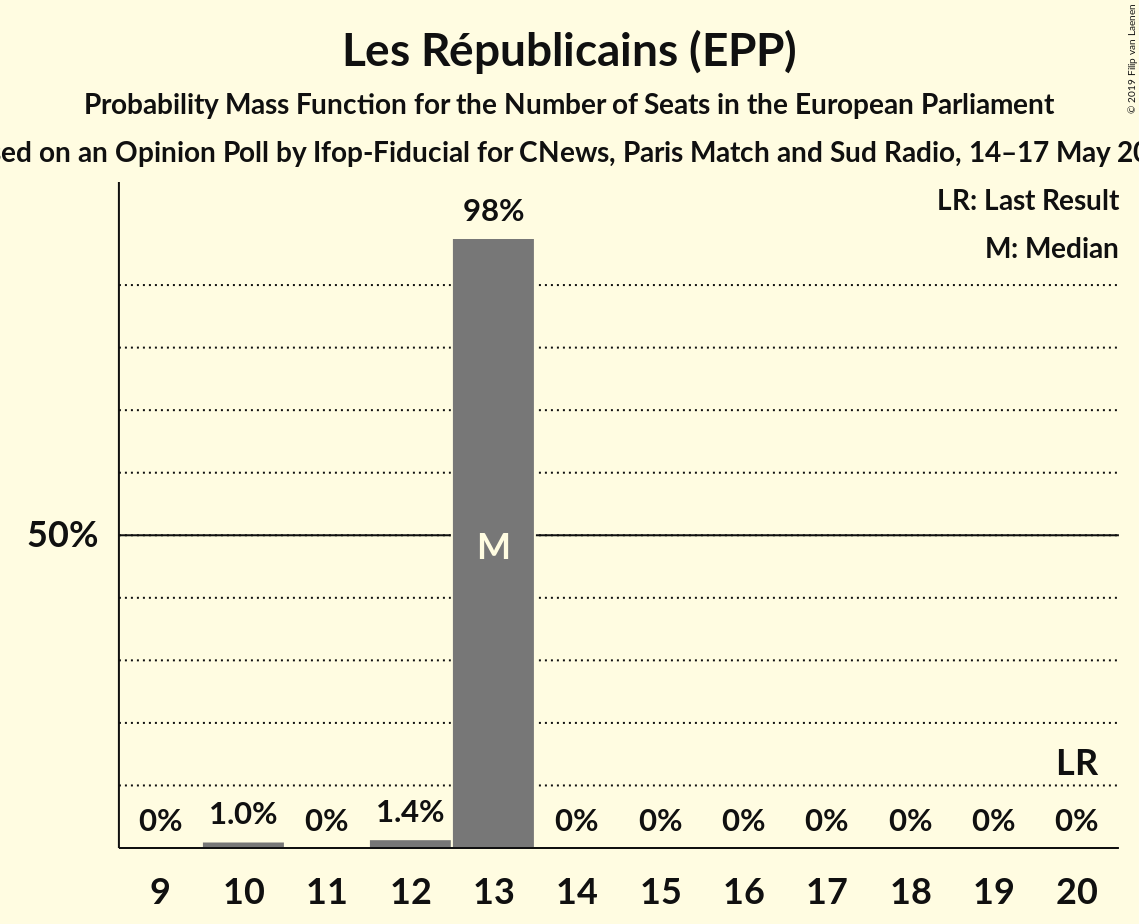 Les Républicains (EPP)
Probability Mass Function for the Number of Seats in the European Parliament
on an Opinion Poll by Ifop-Fiducial for CNews, Paris Match and Sud Radio, 14–17 May
© 2019 Filip van Laenen
LR: Last Result
M: Median
98%
50%
M
LR
0% 1.0% 0% 1.4% 0% 0% 0% 0% 0% 0% 0%
9 10 11 12 13 14 15 16 17 18 19 20